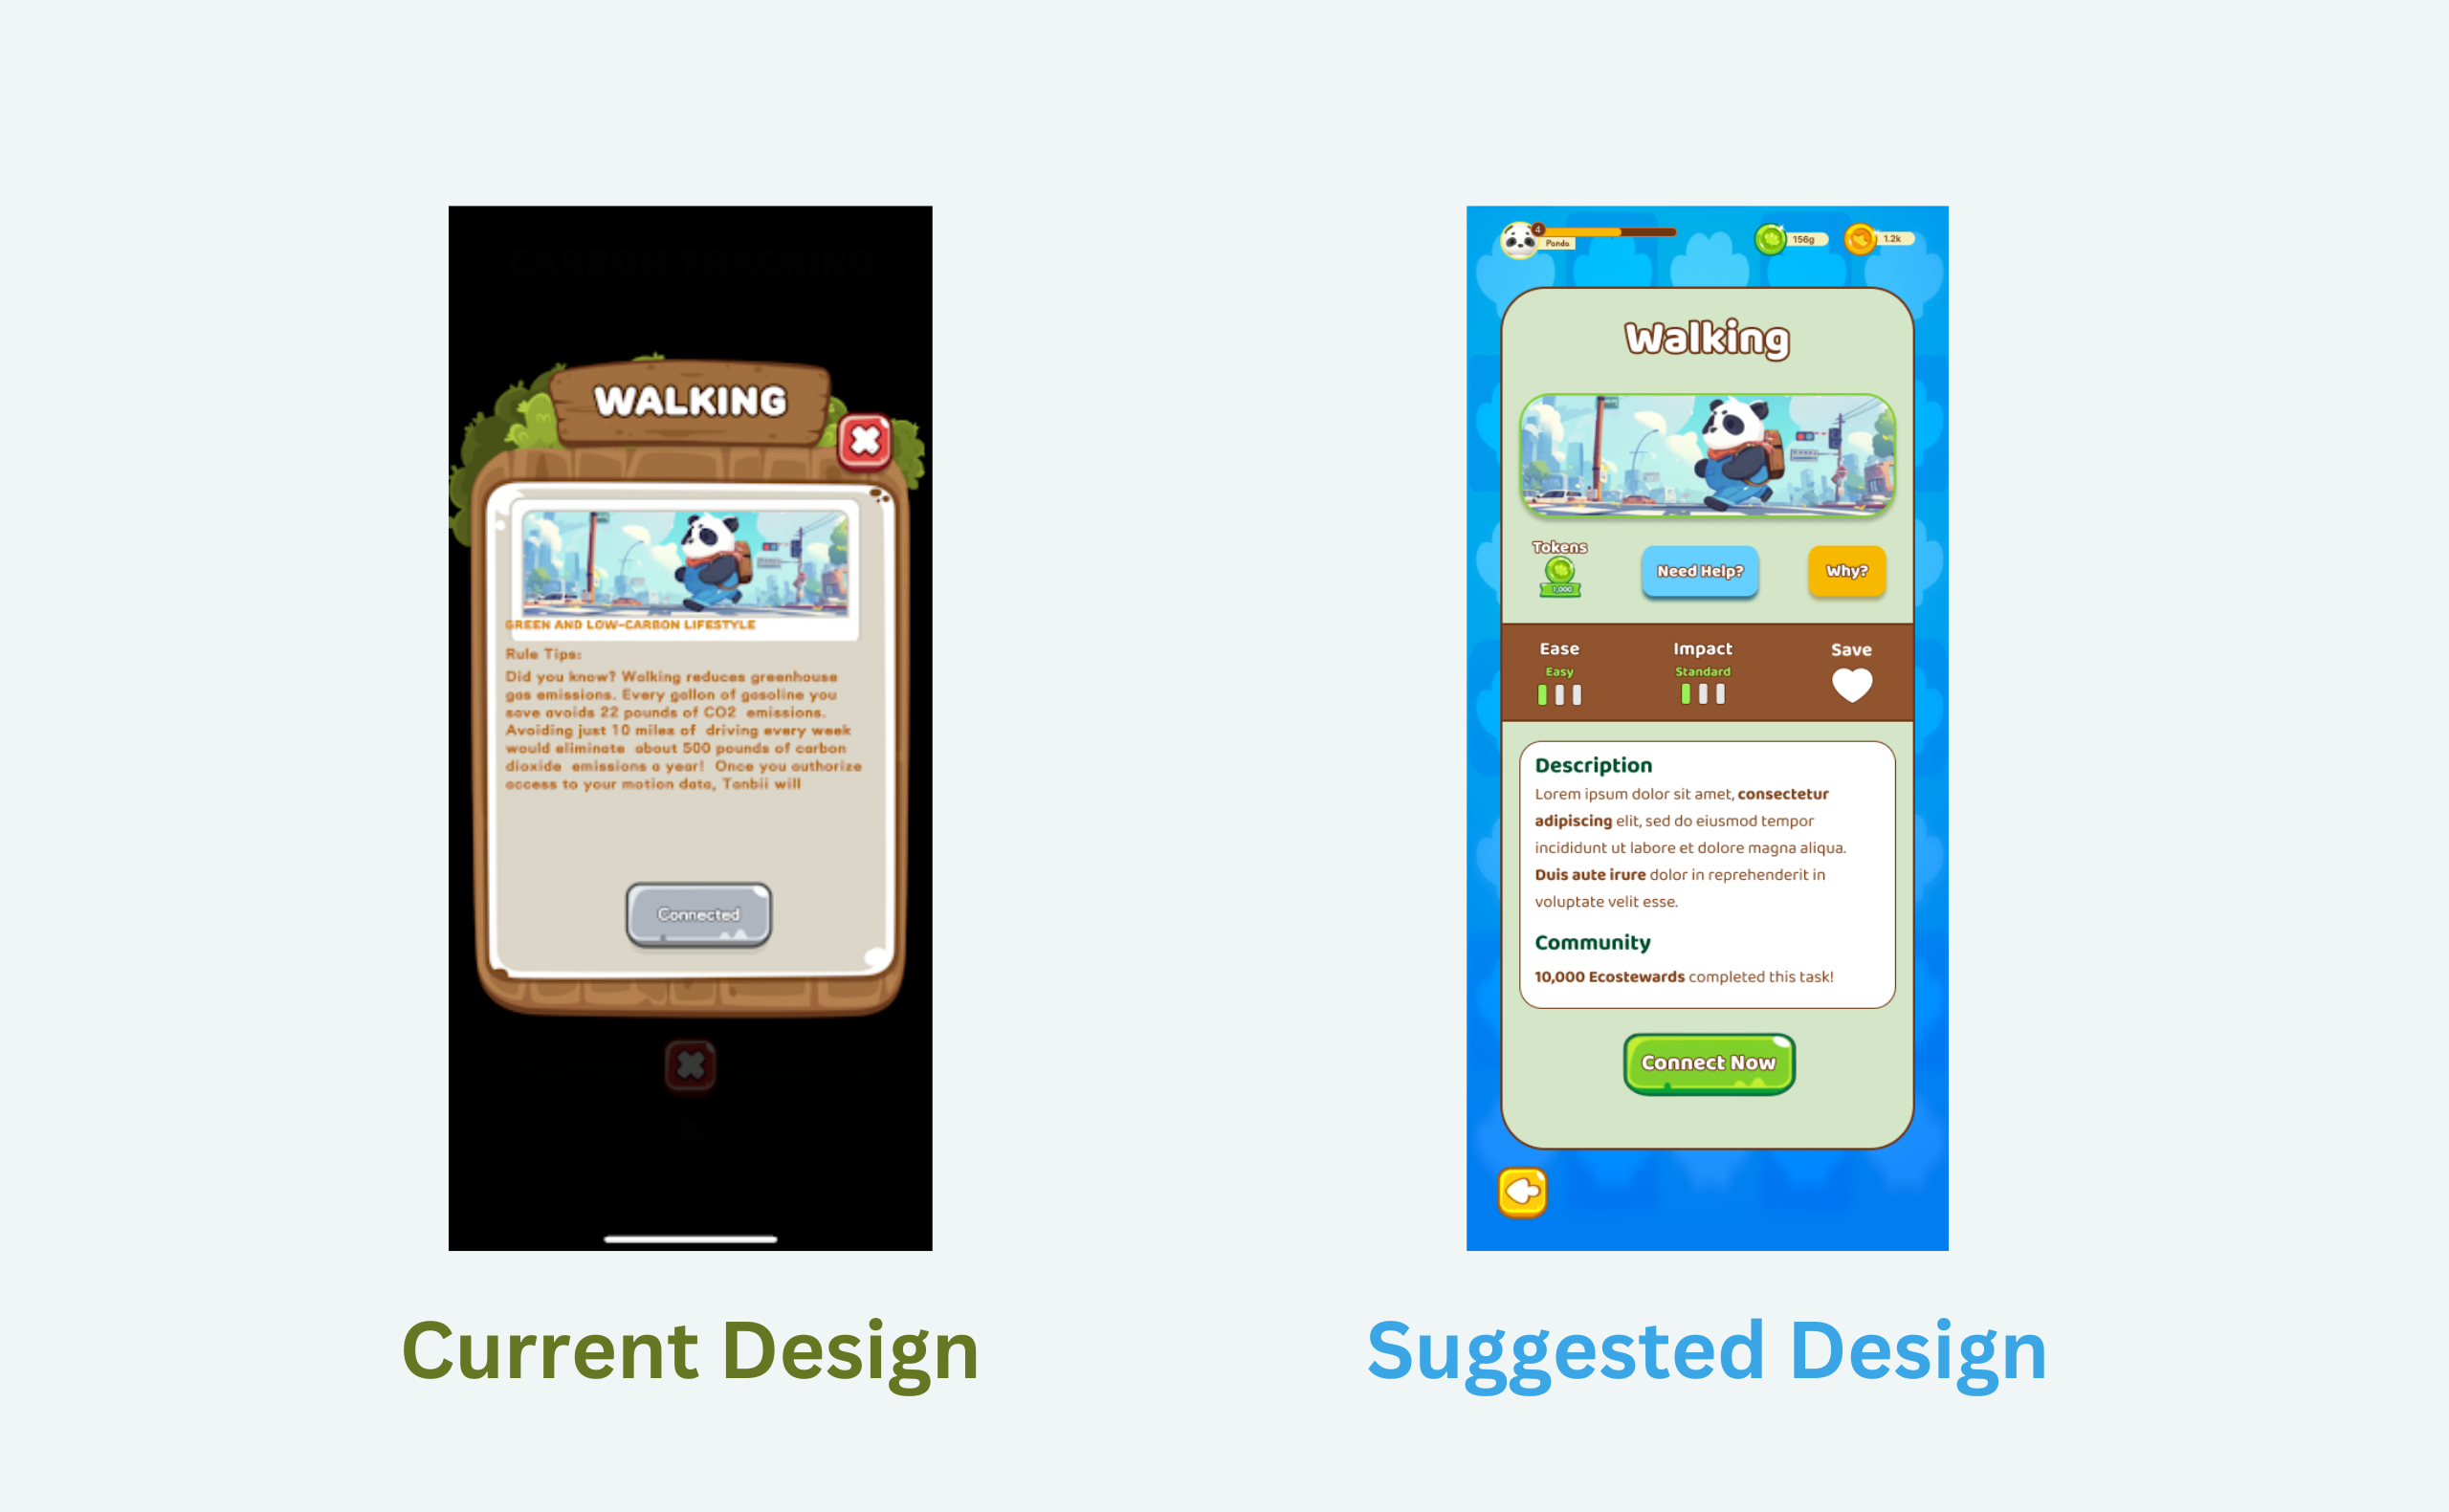 CARBON TRACKING
WALKING
GREEN AND LOW-CARBON LIFESTYLE
Rule Tips:
Did you know? Walking reduces greenhouse
gas emissions. Every gallon of gasoline you
save avoids 22 pounds of CO2 emissions.
Avoiding just 10 miles of driving every week
would eliminate about 500 pounds of carbon
dioxide emissions a year! Once you authorize
access to your motion data, Tanbii will
Connected
Current Design
4
Panda
156g
1.2k
Walking
Tokens
1,000
Need Help?
Why?
Ease
Impact
Save
Easy
Standard
Description
Lorem ipsum dolor sit amet, consectetur
adipiscing elit, sed do eiusmod tempor
incididunt ut labore et dolore magna aliqua.
Duis aute irure dolor in reprehenderit in
voluptate velit esse.
Community
10,000 Ecostewards completed this task!
Connect Now
Suggested Design